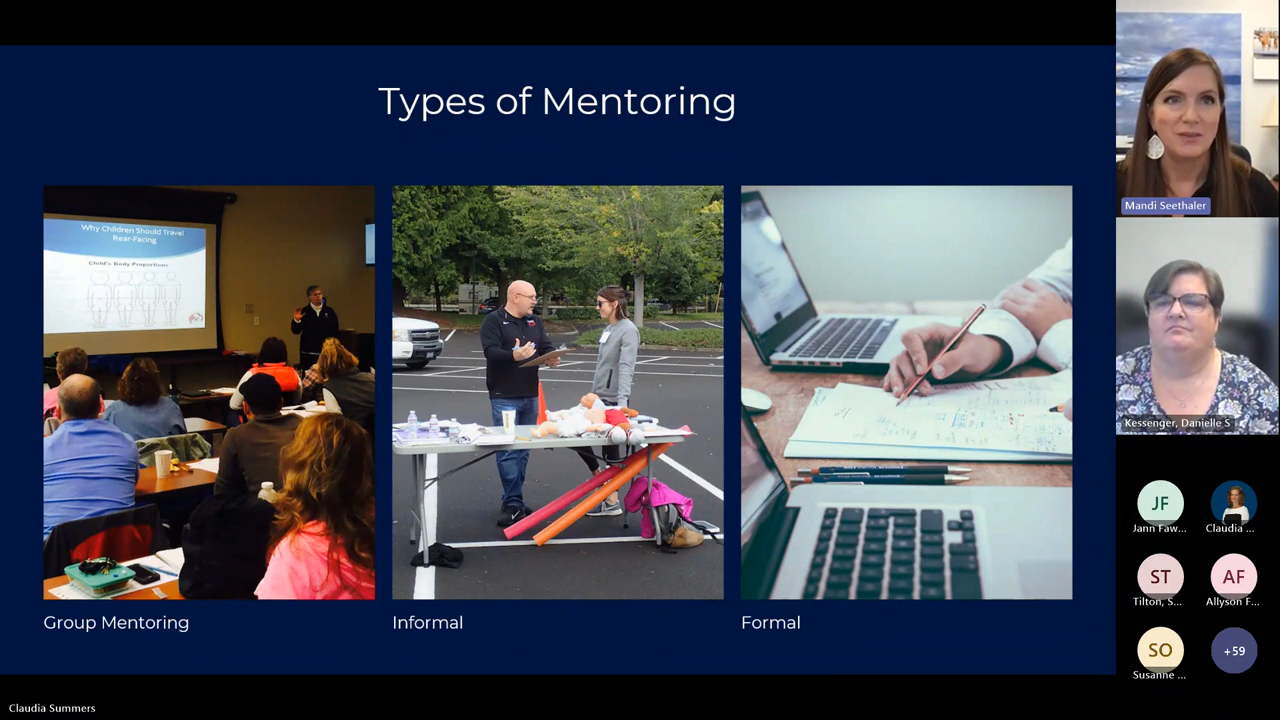 Types of Mentoring
Why Children Should Travel
Rear-Facing
Child's Body Proportions
Group Mentoring
Informal
Formal
Mandi Seethaler
Kessenger, Danielle S
JF
Jann Faw...
Claudia ...
ST
Tilton, S...
AF
Allyson F...
SO
Susanne ...
+59
Claudia Summers